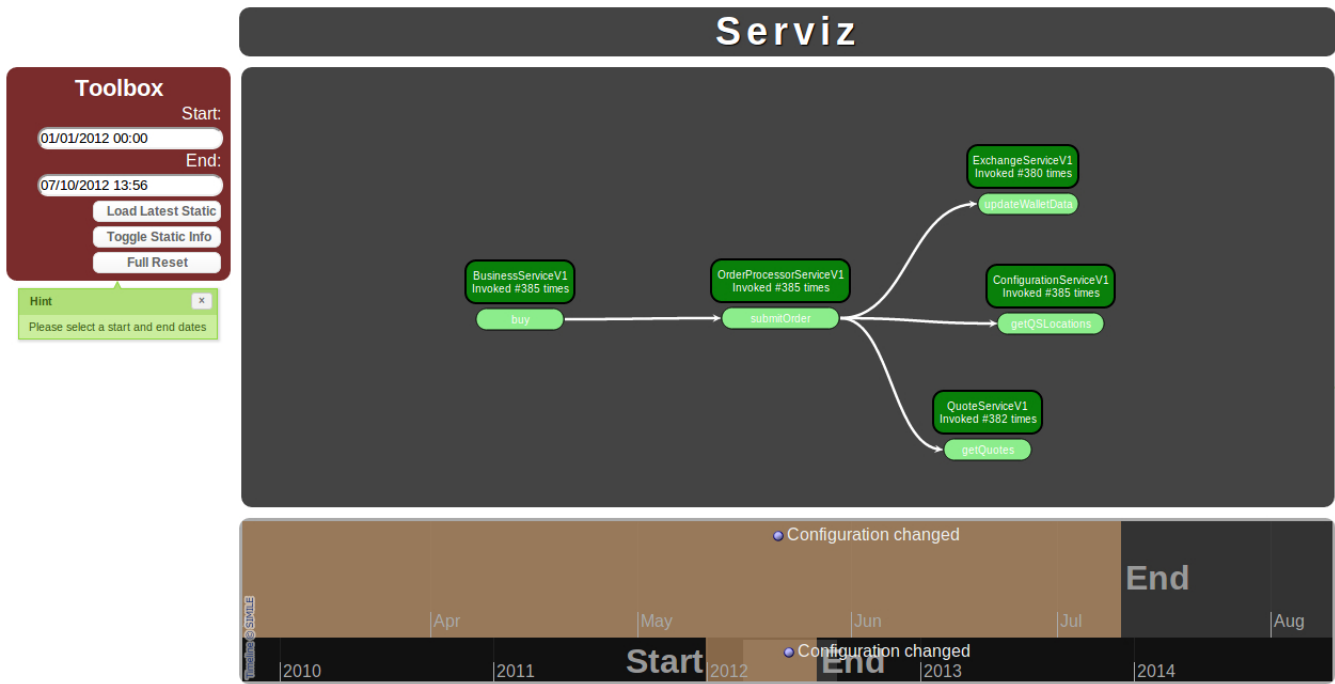 Serviz
Toolbox
Start:
01/01/2012 00:00
End:
07/10/2012 13:56
Load Latest Static
Toggle Static Info
Full Reset
Hint
×
Please select a start and end dates
ExchangeServiceV1
Invoked #380 times
updateWalletData
BusinessServiceV1
Invoked #385 times
buy
OrderProcessorServiceV1
Invoked #385 times
submitOrder
ConfigurationServiceV1
Invoked #385 times
getQSLocations
QuoteServiceV1
Invoked #382 times
getQuotes
Configuration changed
End
Apr May Jun Jul Aug
Timeline © SIMILE
Configuration changed
Start End
2010 2011 2012 2013 2014